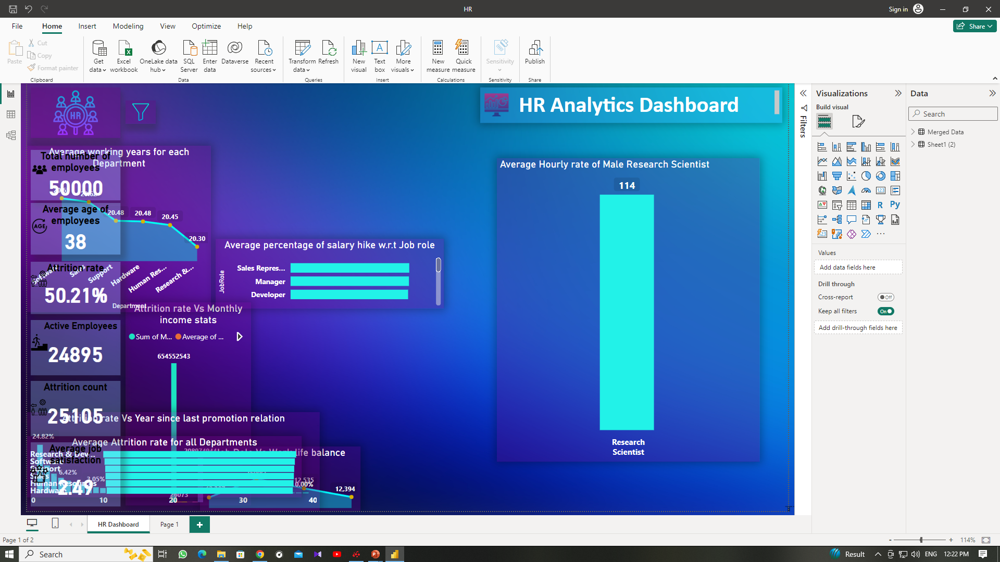 HR
Sign in
File
Home
Insert
Modeling
View
Optimize
Help
Share
Paste
Cut
Copy
Format painter
Clipboard
Get data
Excel workbook
OneLake data hub
SQL Server
Enter data
Dataverse
Recent sources
Data
Transform data
Refresh
Queries
New visual
Text box
More visuals
Insert
New measure
Quick measure
Calculations
Sensitivity
Sensitivity
Publish
Share
HR
HR Analytics Dashboard
Average working years for each
Department
Total number of
employees
50000
20.62
Average age of
employees
AGE
38
20.48
20.48
20.45
20.30
Software
Sales
Support
Hardware
Human Res...
Research &...
Department
Attrition rate
50.21%
Active Employees
24895
Attrition count
25105
Average job
satisfaction
2.49
Average percentage of salary hike w.r.t Job role
JobRole
Sales Repres...
Manager
Developer
Attrition rate Vs Monthly
income stats
Sum of M...
Average of ...
654552543
26073
Attrition rate Vs Year since last promotion relation
24.82%
6.42%
3.05%
0.00%
Average Attrition rate for all Departments
Research & Dev...
Software
Support
Sales
Human Resources
Hardware
0
10
20
30
40
Job Role Vs Work life balance
12,535
12,394
Average Hourly rate of Male Research Scientist
114
Research
Scientist
Filters
Visualizations
Build visual
123
R
Py
123
Values
Add data fields here
Drill through
Cross-report
Off
Keep all filters
On
Add drill-through fields here
Data
Search
Merged Data
Sheet1 (2)
HR Dashboard
Page 1
Page 1 of 2
- + 114%
Search
Result
ENG
12:22 PM